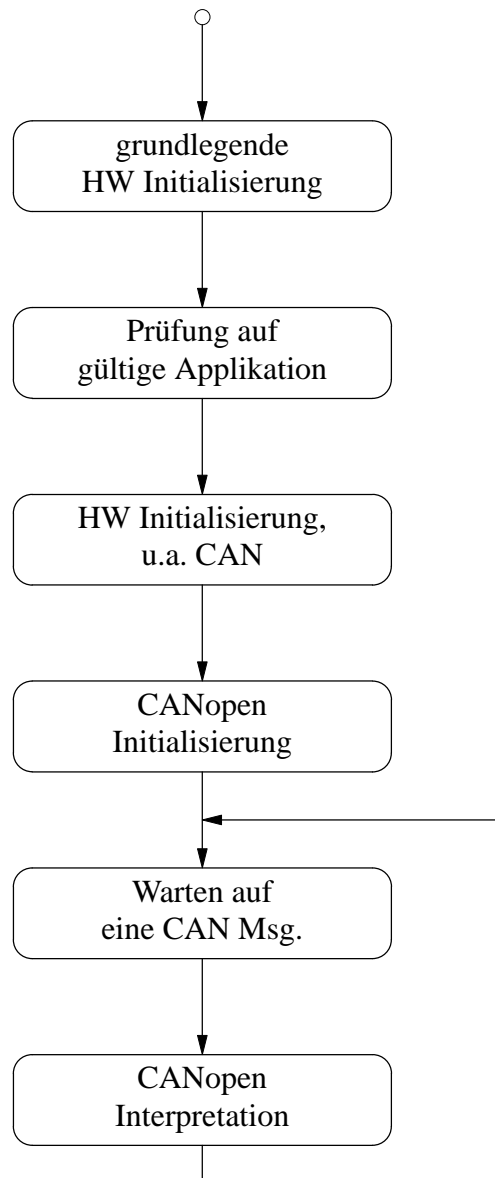 grundlegende
HW Initialisierung
Prüfung auf
gültige Applikation
HW Initialisierung,
u.a. CAN
CANopen
Initialisierung
Warten auf
eine CAN Msg.
CANopen
Interpretation